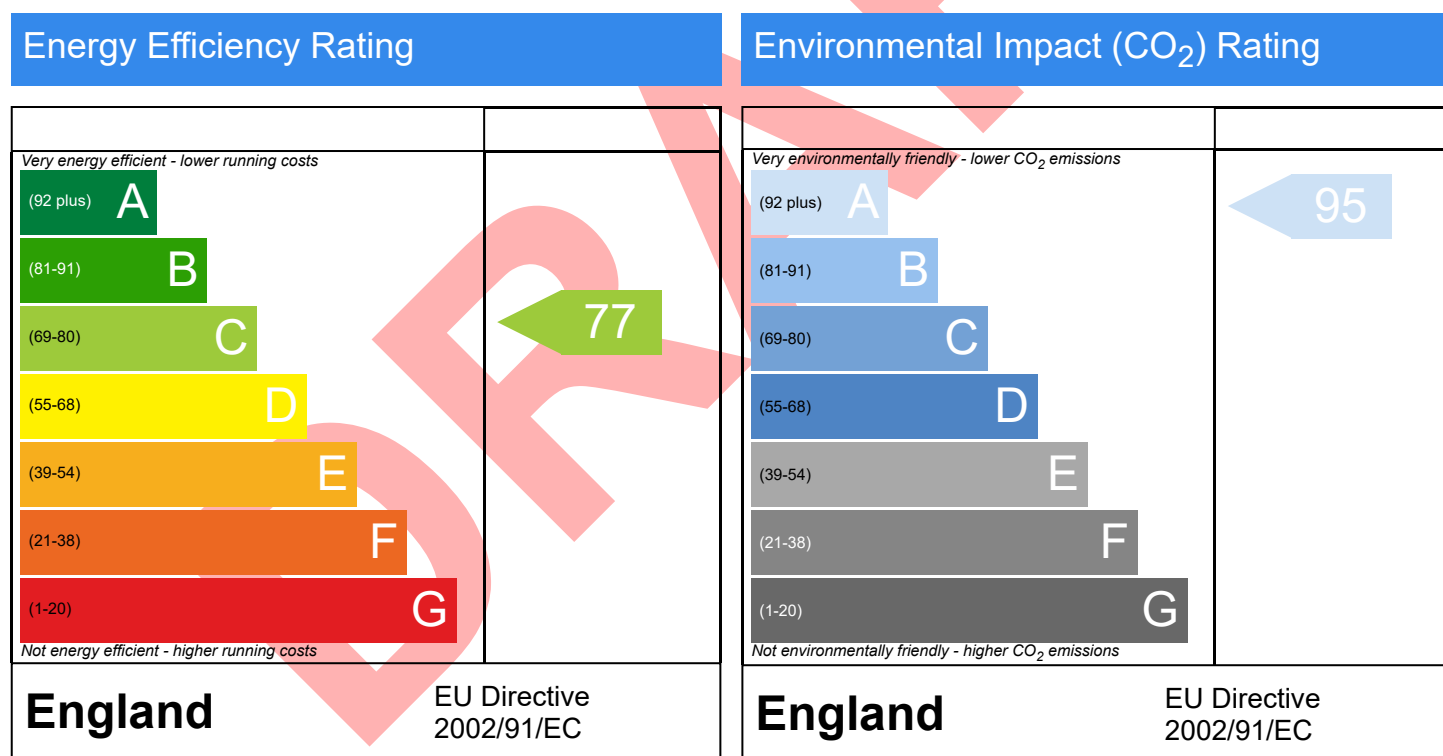 Energy Efficiency Rating
Very energy efficient - lower running costs
(92 plus) A
(81-91) B
(69-80) C
(55-68) D
(39-54) E
(21-38) F
(1-20) G
77
Not energy efficient - higher running costs
England
EU Directive
2002/91/EC
Environmental Impact (CO₂) Rating
Very environmentally friendly - lower CO₂ emissions
(92 plus) A
(81-91) B
(69-80) C
(55-68) D
(39-54) E
(21-38) F
(1-20) G
95
Not environmentally friendly - higher CO₂ emissions
England
EU Directive
2002/91/EC